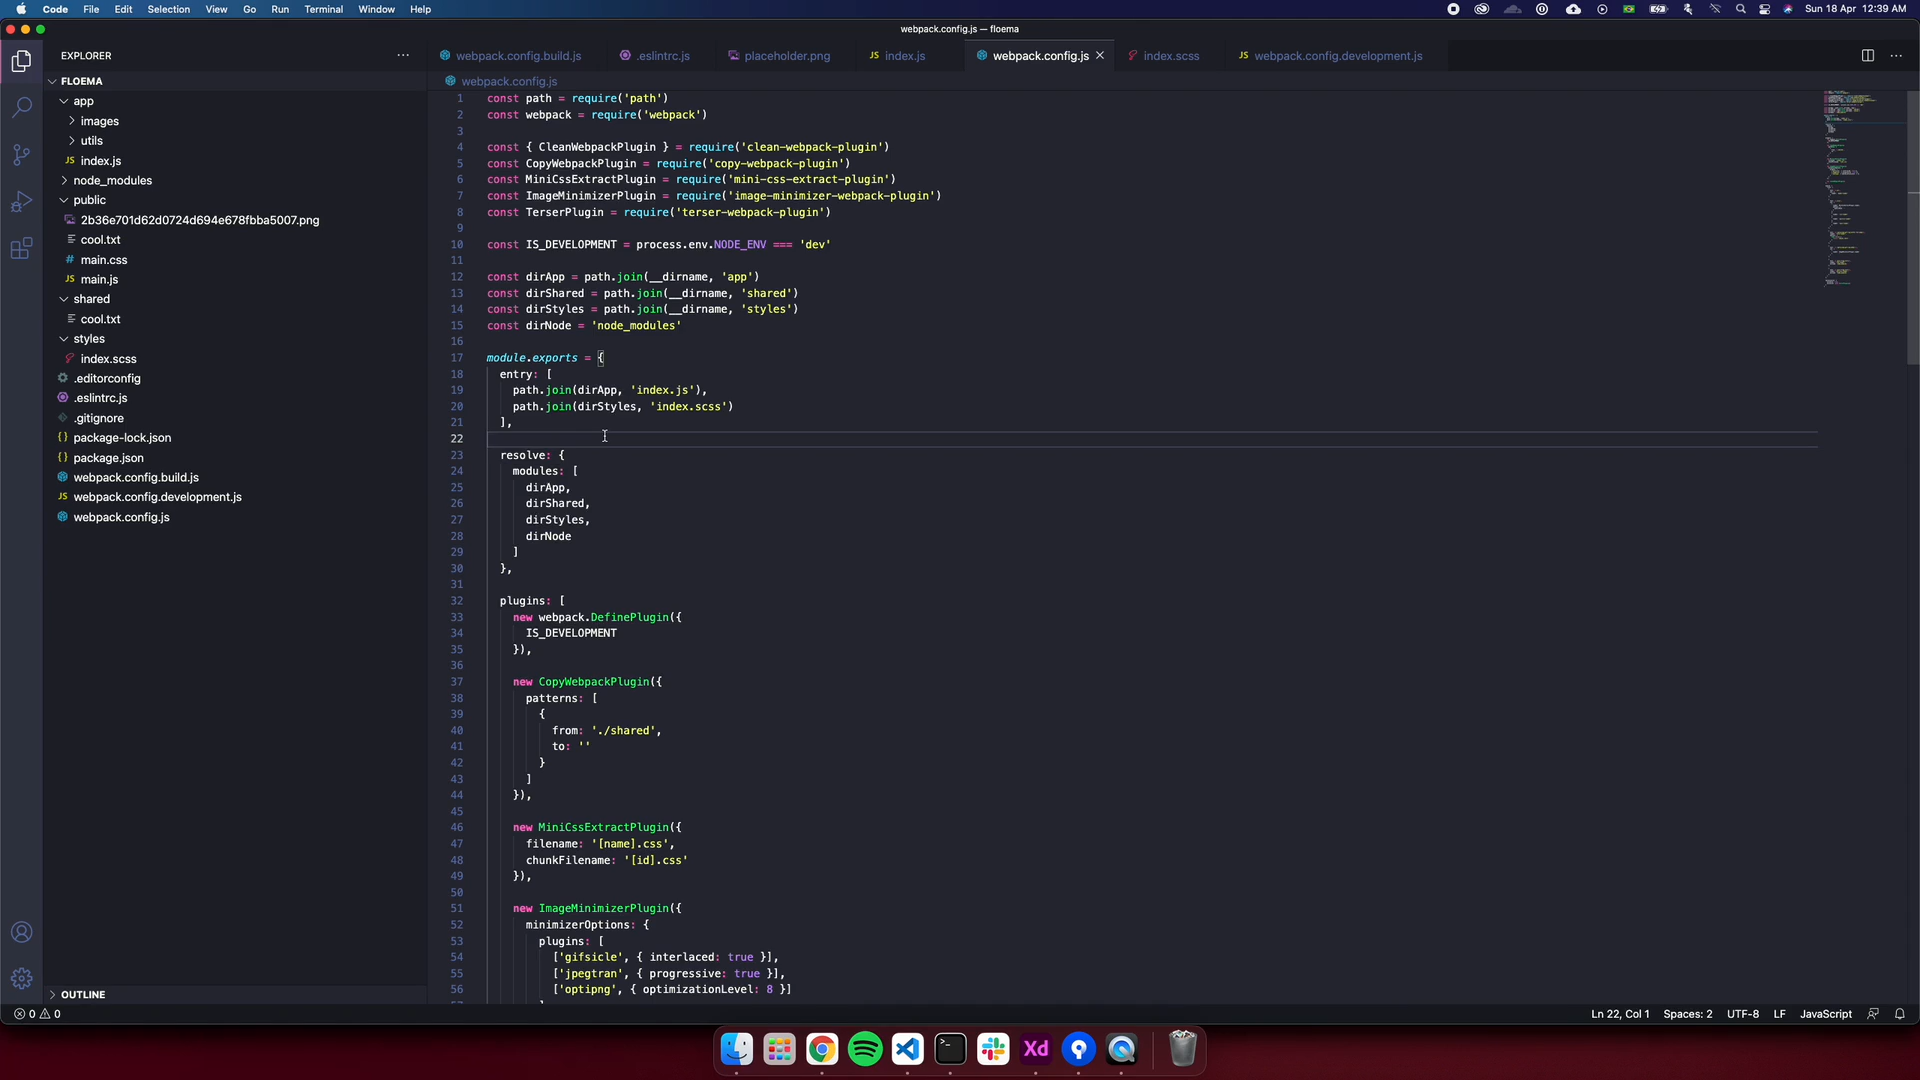 Code File Edit Selection View Go Run Terminal Window Help
Sun 18 Apr 12:39 AM
webpack.config.js — floema
EXPLORER
FLOEMA
app
images
utils
JS index.js
node_modules
public
2b36e701d62d0724d694e678fbba5007.png
cool.txt
# main.css
JS main.js
shared
cool.txt
styles
index.scss
.editorconfig
.eslintrc.js
.gitignore
{} package-lock.json
{} package.json
webpack.config.build.js
JS webpack.config.development.js
webpack.config.js
OUTLINE
webpack.config.build.js .eslintrc.js placeholder.png JS index.js webpack.config.js index.scss JS webpack.config.development.js
webpack.config.js
1 const path = require('path')
2 const webpack = require('webpack')
3
4 const { CleanWebpackPlugin } = require('clean-webpack-plugin')
5 const CopyWebpackPlugin = require('copy-webpack-plugin')
6 const MiniCssExtractPlugin = require('mini-css-extract-plugin')
7 const ImageMinimizerPlugin = require('image-minimizer-webpack-plugin')
8 const TerserPlugin = require('terser-webpack-plugin')
9
10 const IS_DEVELOPMENT = process.env.NODE_ENV === 'dev'
11
12 const dirApp = path.join(__dirname, 'app')
13 const dirShared = path.join(__dirname, 'shared')
14 const dirStyles = path.join(__dirname, 'styles')
15 const dirNode = 'node_modules'
16
17 module.exports = {
18 entry: [
19 path.join(dirApp, 'index.js'),
20 path.join(dirStyles, 'index.scss')
21 ],
22
23 resolve: {
24 modules: [
25 dirApp,
26 dirShared,
27 dirStyles,
28 dirNode
29 ]
30 },
31
32 plugins: [
33 new webpack.DefinePlugin({
34 IS_DEVELOPMENT
35 }),
36
37 new CopyWebpackPlugin({
38 patterns: [
39 {
40 from: './shared',
41 to: ''
42 }
43 ]
44 }),
45
46 new MiniCssExtractPlugin({
47 filename: '[name].css',
48 chunkFilename: '[id].css'
49 }),
50
51 new ImageMinimizerPlugin({
52 minimizerOptions: {
53 plugins: [
54 ['gifsicle', { interlaced: true }],
55 ['jpegtran', { progressive: true }],
56 ['optipng', { optimizationLevel: 8 }]
0 0
Ln 22, Col 1 Spaces: 2 UTF-8 LF JavaScript
Xd